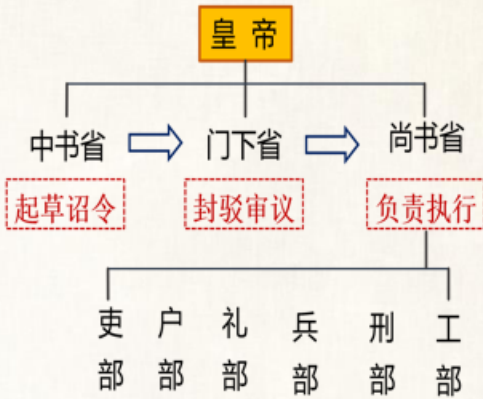 皇帝
中书省
门下省
尚书省
起草诏令
封驳审议
负责执行
吏部
户部
礼部
兵部
刑部
工部